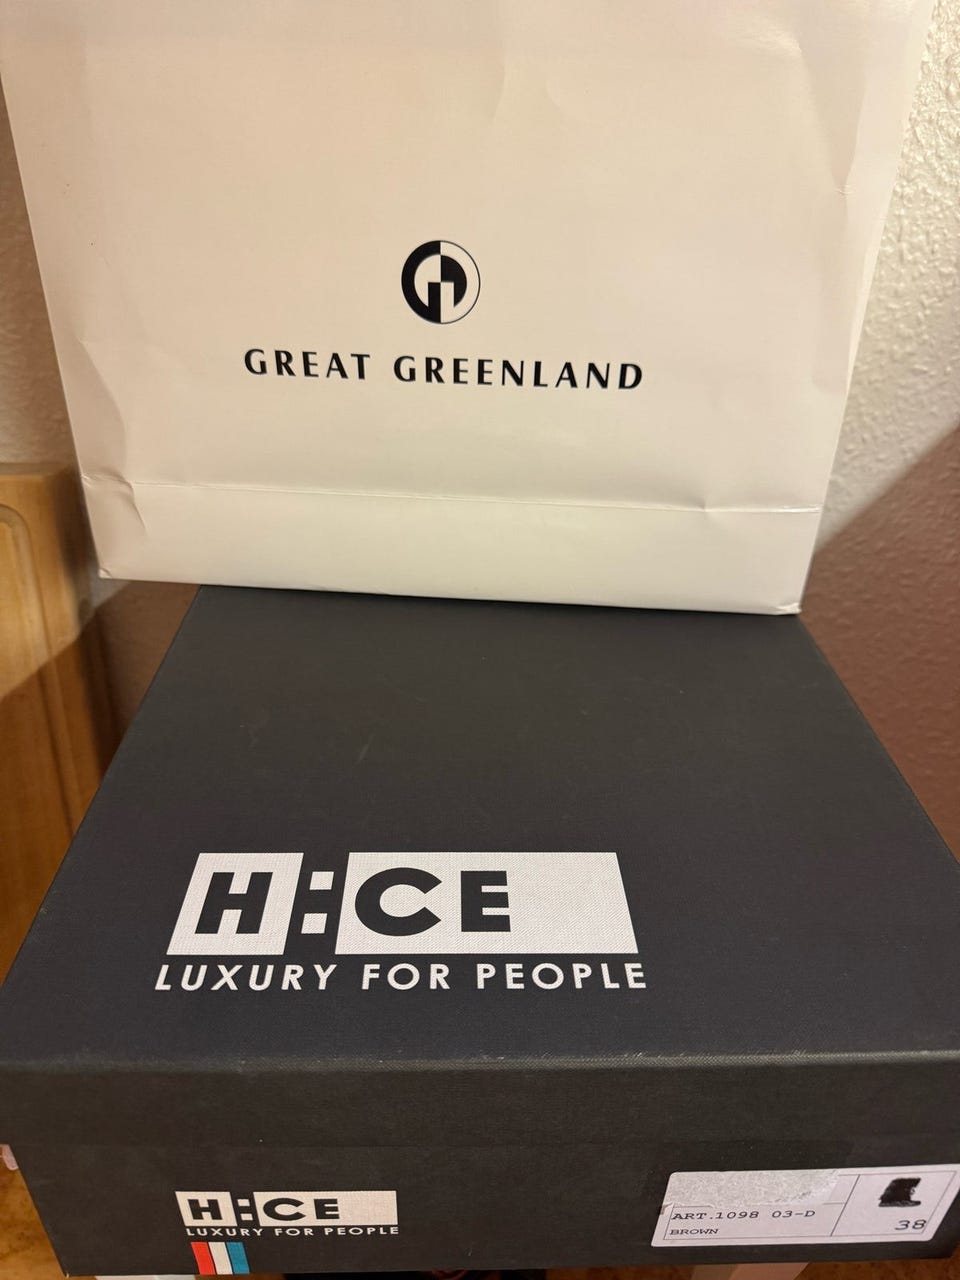 GREAT GREENLAND
H:CE
LUXURY FOR PEOPLE
H:CE
LUXURY FOR PEOPLE
ART.1098 03-D
BROWN
38